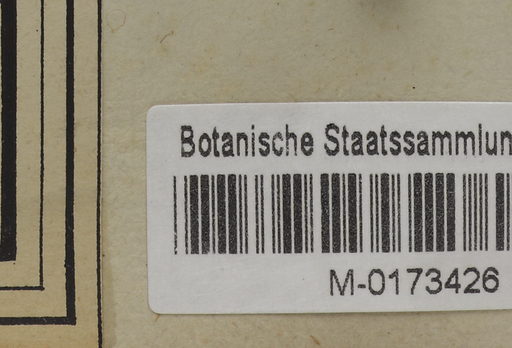 Botanische Staatssammlun
M-0173426